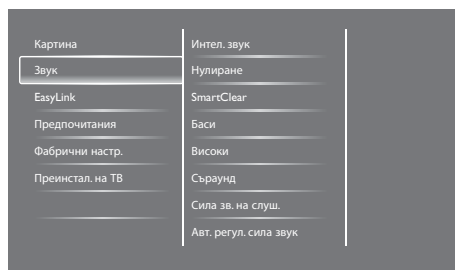 Картина
Звук
EasyLink
Предпочитания
Фабрични настр.
Преинстал. на ТВ
Интел. звук
Нулиране
SmartClear
Баси
Високи
Съраунд
Сила зв. на слуш.
Авт. регул. сила звук